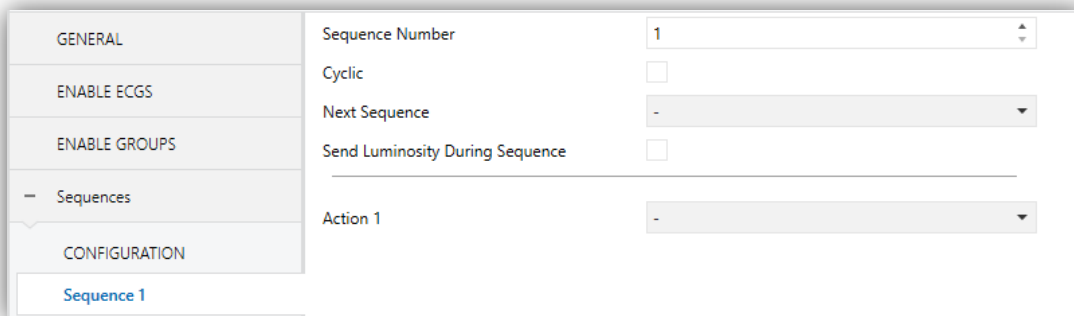 GENERAL
ENABLE ECGS
ENABLE GROUPS
− Sequences
CONFIGURATION
Sequence 1
Sequence Number 1
Cyclic
Next Sequence -
Send Luminosity During Sequence
Action 1 -